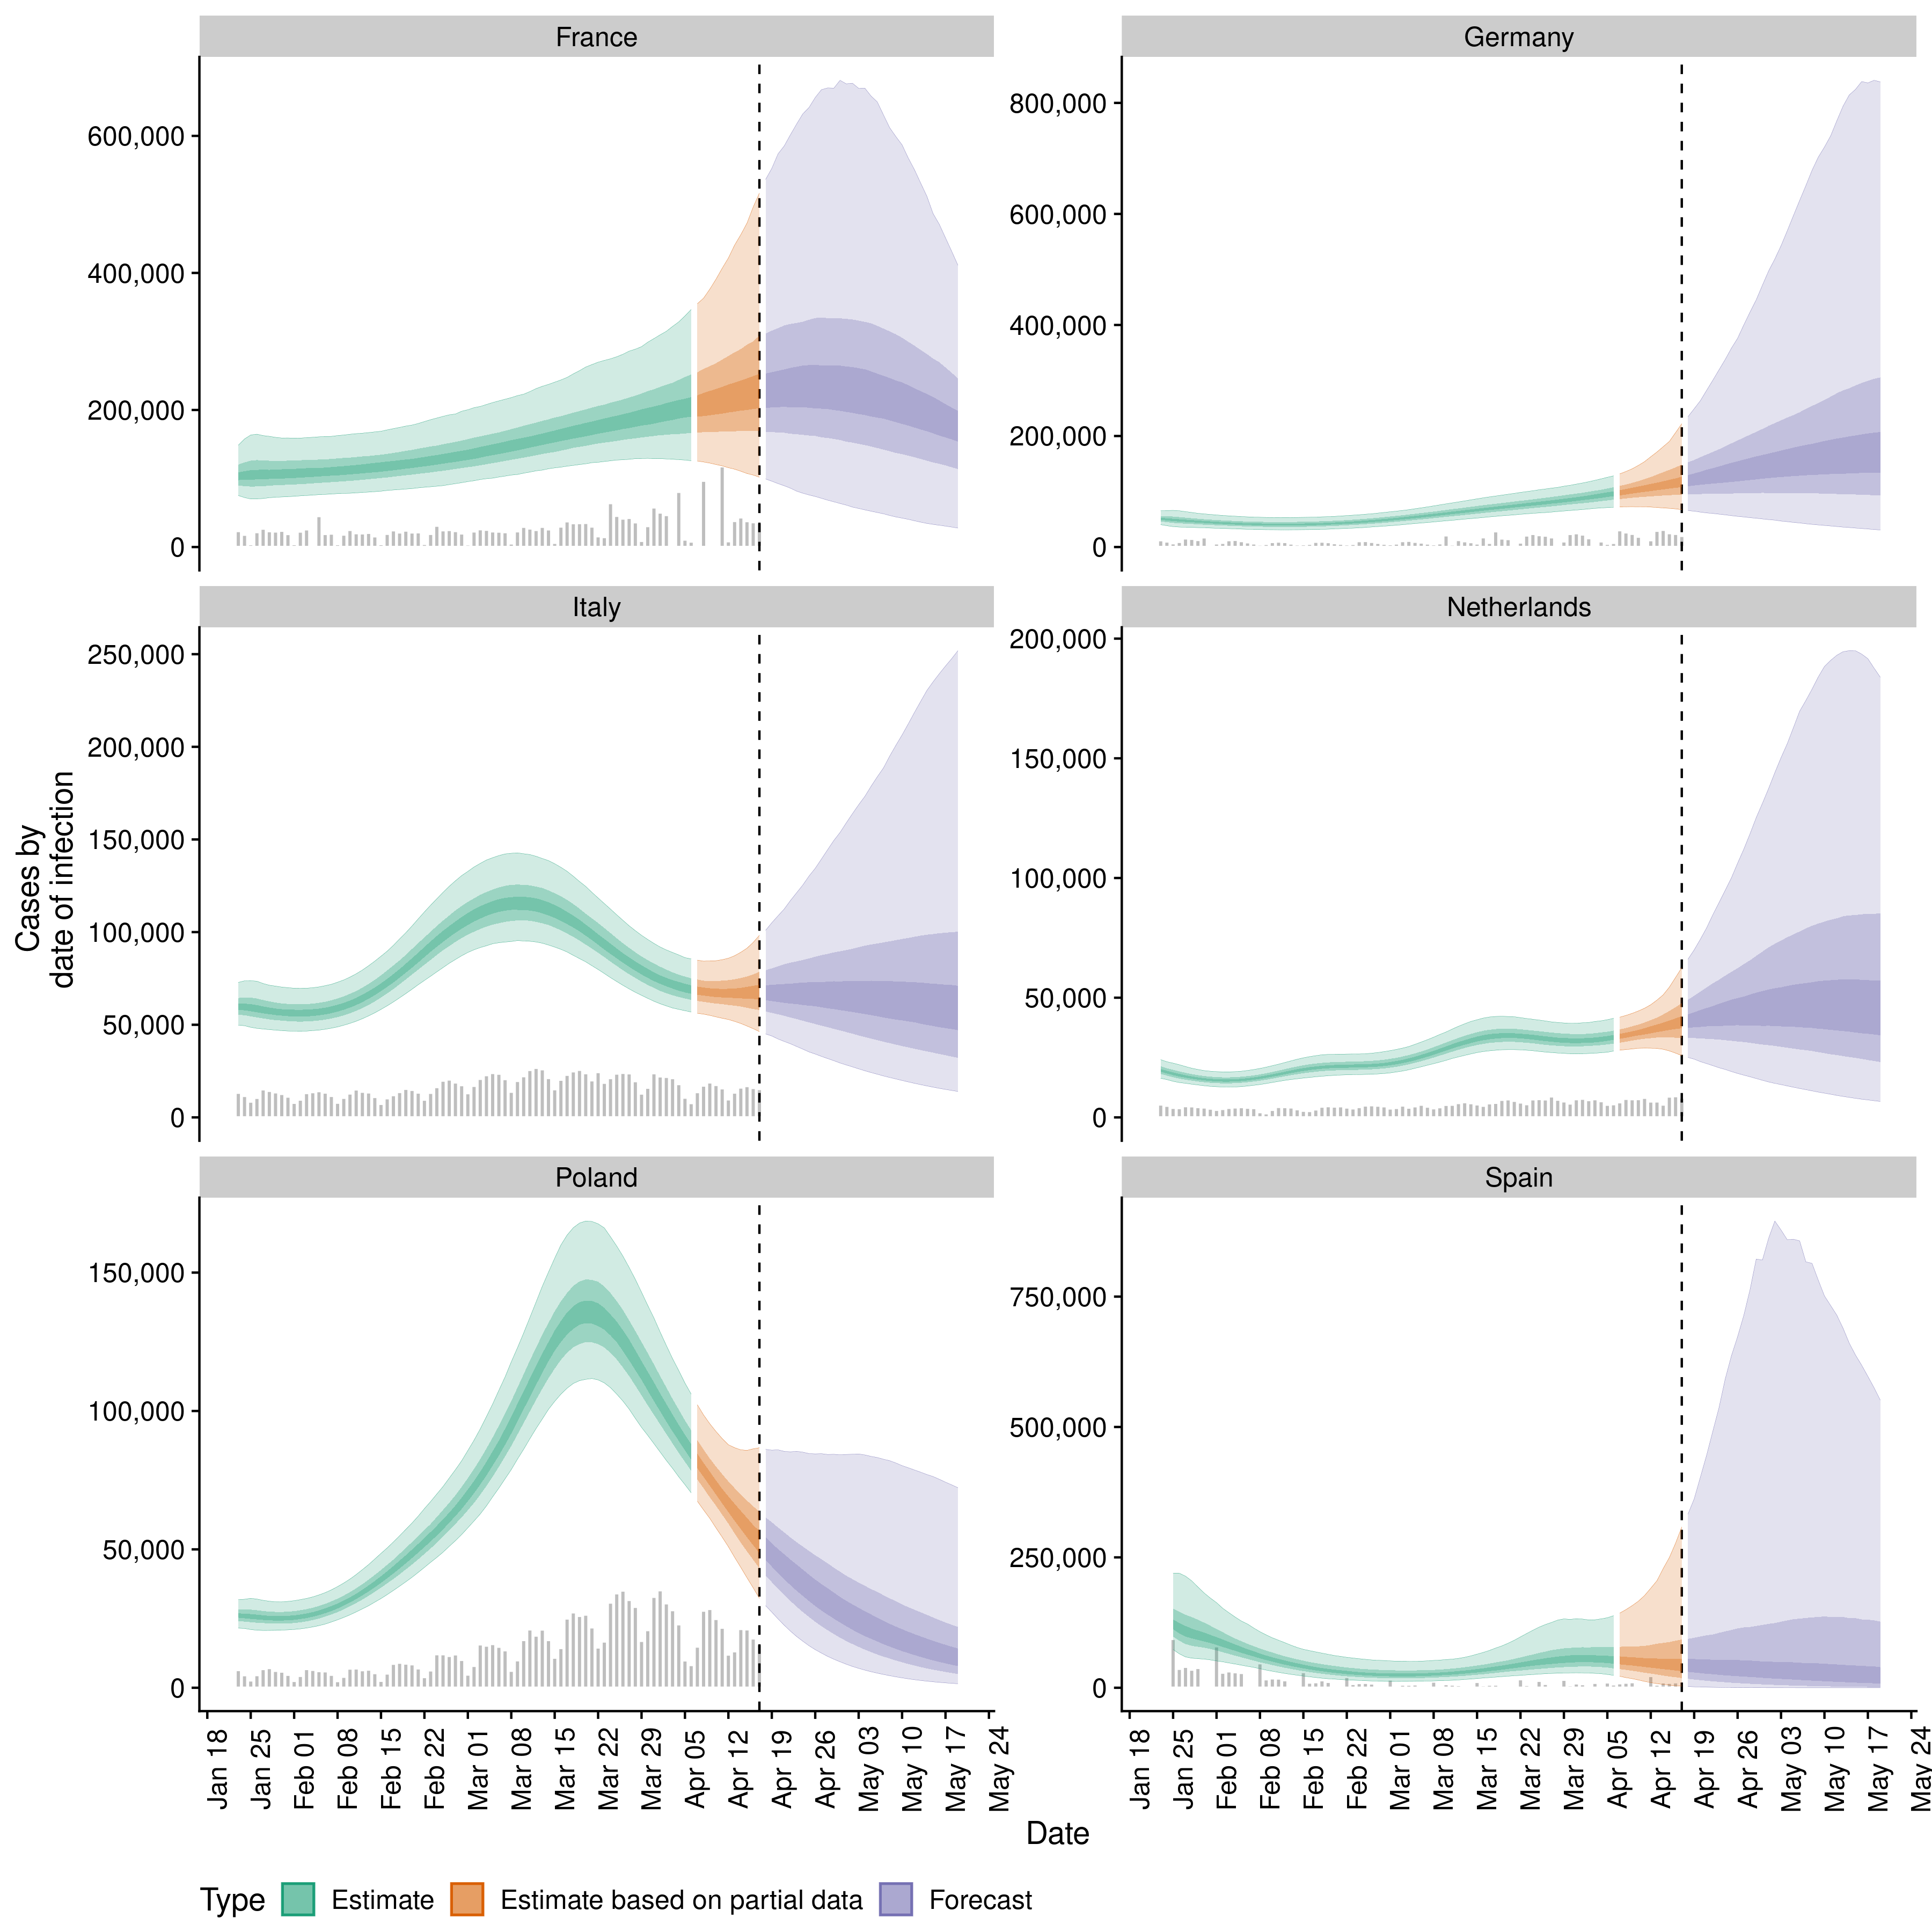 France
Germany
600,000
400,000
200,000
0
800,000
600,000
400,000
200,000
0
Italy
Netherlands
250,000
200,000
150,000
100,000
50,000
0
200,000
150,000
100,000
50,000
0
Cases by
date of infection
Poland
Spain
150,000
100,000
50,000
0
750,000
500,000
250,000
0
Jan 18
Jan 25
Feb 01
Feb 08
Feb 15
Feb 22
Mar 01
Mar 08
Mar 15
Mar 22
Mar 29
Apr 05
Apr 12
Apr 19
Apr 26
May 03
May 10
May 17
May 24
Jan 18
Jan 25
Feb 01
Feb 08
Feb 15
Feb 22
Mar 01
Mar 08
Mar 15
Mar 22
Mar 29
Apr 05
Apr 12
Apr 19
Apr 26
May 03
May 10
May 17
May 24
Date
Type Estimate Estimate based on partial data Forecast